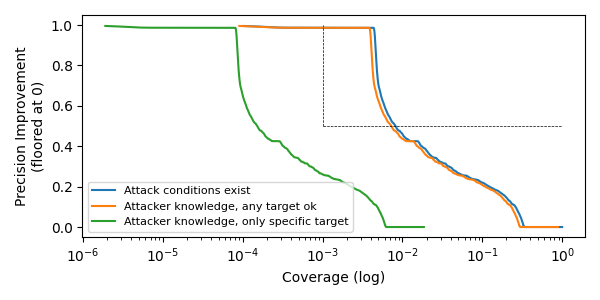 Precision Improvement
(floored at 0)
1.0
0.8
0.6
0.4
0.2
0.0
Attack conditions exist
Attacker knowledge, any target ok
Attacker knowledge, only specific target
10⁻⁶ 10⁻⁵ 10⁻⁴ 10⁻³ 10⁻² 10⁻¹ 10⁰
Coverage (log)